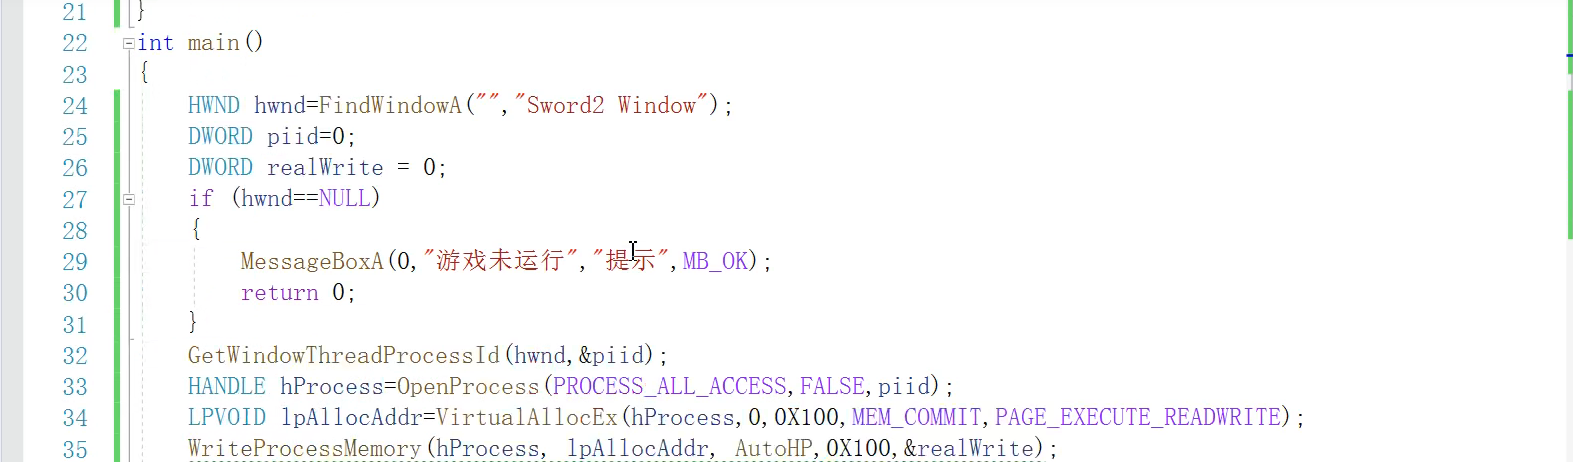 21 }
22 int main()
23 {
24 HWND hwnd=FindWindowA("","Sword2 Window");
25 DWORD piid=0;
26 DWORD realWrite = 0;
27 if (hwnd==NULL)
28 {
29 MessageBoxA(0,"游戏未运行","提示",MB_OK);
30 return 0;
31 }
32 GetWindowThreadProcessId(hwnd,&piid);
33 HANDLE hProcess=OpenProcess(PROCESS_ALL_ACCESS,FALSE,piid);
34 LPVOID lpAllocAddr=VirtualAllocEx(hProcess,0,0X100,MEM_COMMIT,PAGE_EXECUTE_READWRITE);
35 WriteProcessMemory(hProcess, lpAllocAddr, AutoHP,0X100,&realWrite);